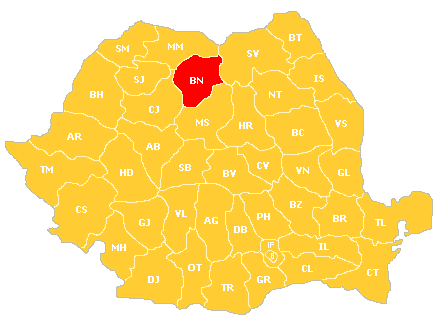 BT
SM
MM
SV
SJ
BN
IS
BH
NT
CJ
MS
HR
BC
VS
AR
AB
TM
HD
SB
BV
CV
VN
GL
CS
GJ
VL
AG
DB
PH
BZ
BR
TL
MH
IF
IL
DJ
OT
TR
GR
CL
CT